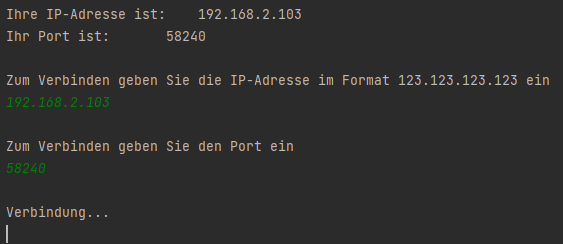 Ihre IP-Adresse ist: 192.168.2.103
Ihr Port ist: 58240
Zum Verbinden geben Sie die IP-Adresse im Format 123.123.123.123 ein
192.168.2.103
Zum Verbinden geben Sie den Port ein
58240
Verbindung...